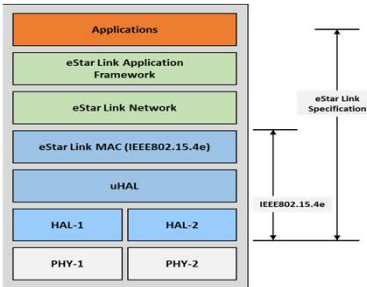 Applications
eStar Link Application
Framework
eStar Link Network
eStar Link
Specification
eStar Link MAC (IEEE802.15.4e)
uHAL
IEEE802.15.4e
HAL-1
HAL-2
PHY-1
PHY-2